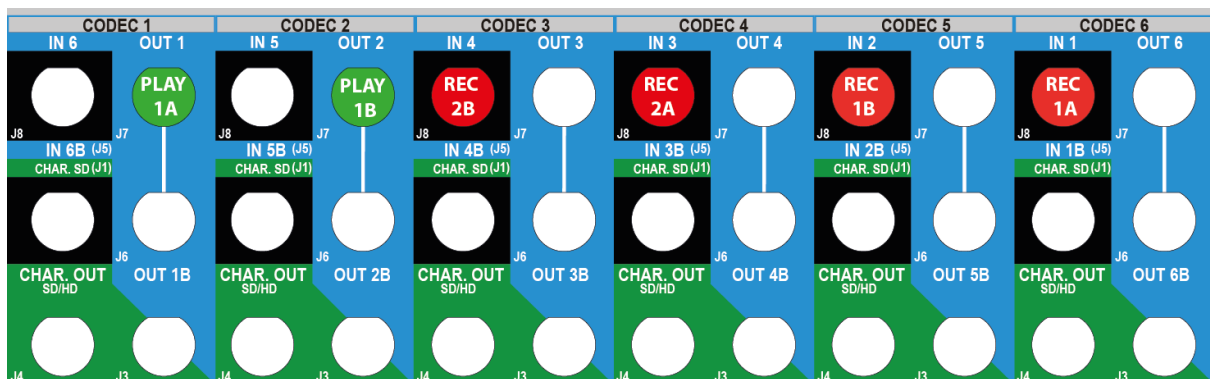 CODEC 1 CODEC 2 CODEC 3 CODEC 4 CODEC 5 CODEC 6
IN 6 OUT 1 IN 5 OUT 2 IN 4 OUT 3 IN 3 OUT 4 IN 2 OUT 5 IN 1 OUT 6
PLAY PLAY REC REC REC REC
1A 1B 2B 2A 1B 1A
J8 J7 J8 J7 J8 J7 J8 J7 J8 J7 J8 J7
IN 6B (J5) IN 5B (J5) IN 4B (J5) IN 3B (J5) IN 2B (J5) IN 1B (J5)
CHAR. SD (J1) CHAR. SD (J1) CHAR. SD (J1) CHAR. SD (J1) CHAR. SD (J1) CHAR. SD (J1)
J6 J6 J6 J6 J6
CHAR. OUT OUT 1B CHAR. OUT OUT 2B CHAR. OUT OUT 3B CHAR. OUT OUT 4B CHAR. OUT OUT 5B CHAR. OUT OUT 6B
SD/HD SD/HD SD/HD SD/HD SD/HD SD/HD
J4 J3 J4 J3 J4 J3 J4 J3 J4 J3 J4 J3